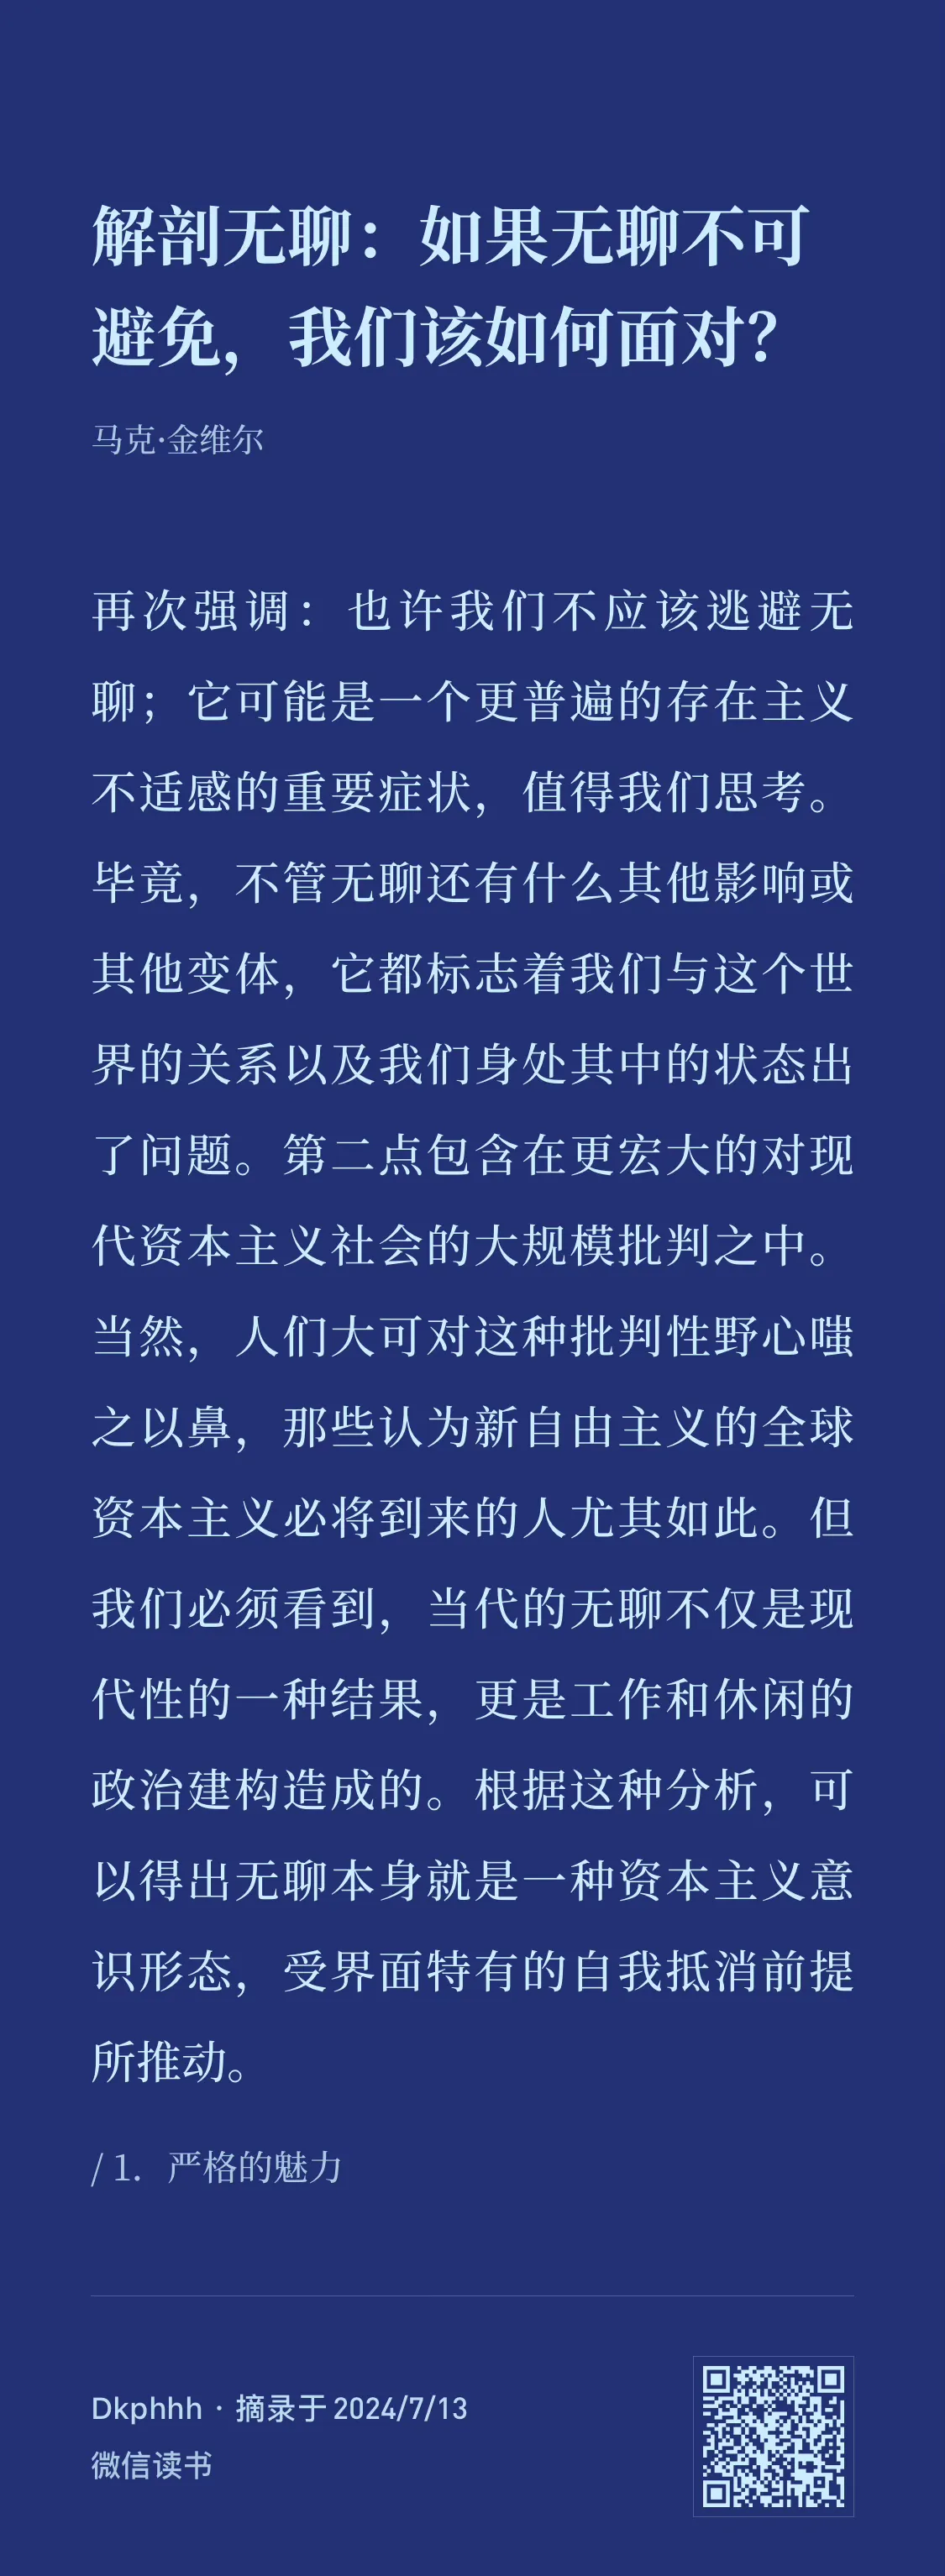 解剖无聊：如果无聊不可
避免，我们该如何面对？
马克·金维尔
再次强调：也许我们不应该逃避无
聊；它可能是一个更普遍的存在主义
不适感的重要症状，值得我们思考。
毕竟，不管无聊还有什么其他影响或
其他变体，它都标志着我们与这个世
界的关系以及我们身处其中的状态出
了问题。第二点包含在更宏大的对现
代资本主义社会的大规模批判之中。
当然，人们大可对这种批判性野心嗤
之以鼻，那些认为新自由主义的全球
资本主义必将到来的人尤其如此。但
我们必须看到，当代的无聊不仅是现
代性的一种结果，更是工作和休闲的
政治建构造成的。根据这种分析，可
以得出无聊本身就是一种资本主义意
识形态，受界面特有的自我抵消前提
所推动。
/ 1. 严格的魅力
Dkphhh · 摘录于 2024/7/13
微信读书